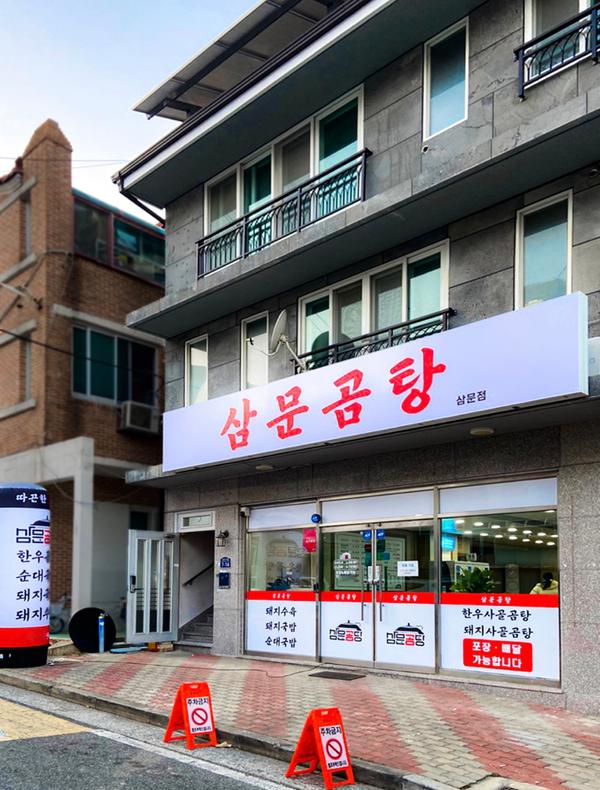 삼문곰탕
삼문점
따끈한
삼문곰탕
한우
순대국
돼지
돼지
삼문곰탕
돼지수육
돼지국밥
순대국밥
삼문곰탕
삼문곰탕
삼문곰탕
삼문곰탕
삼문곰탕
한우사골곰탕
돼지사골곰탕
포장·배달
가능합니다
주차금지
주차금지